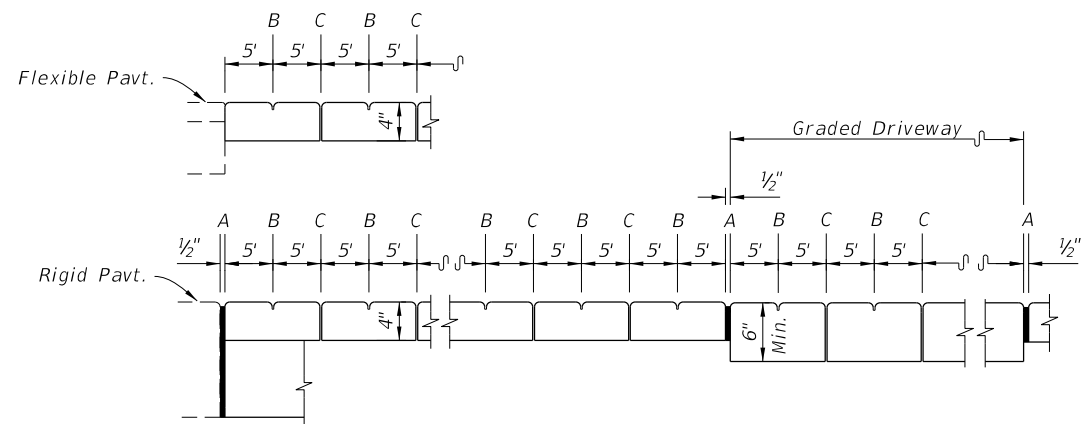 B C B C
5' 5' 5' 5'
Flexible Pavt.
4"
Graded Driveway
½"
A B C B C B C B C B A B C B C A
½" 5' 5' 5' 5' 5' 5' 5' 5' 5' 5' 5' 5' 5' ½"
Rigid Pavt.
4"
6" Min.